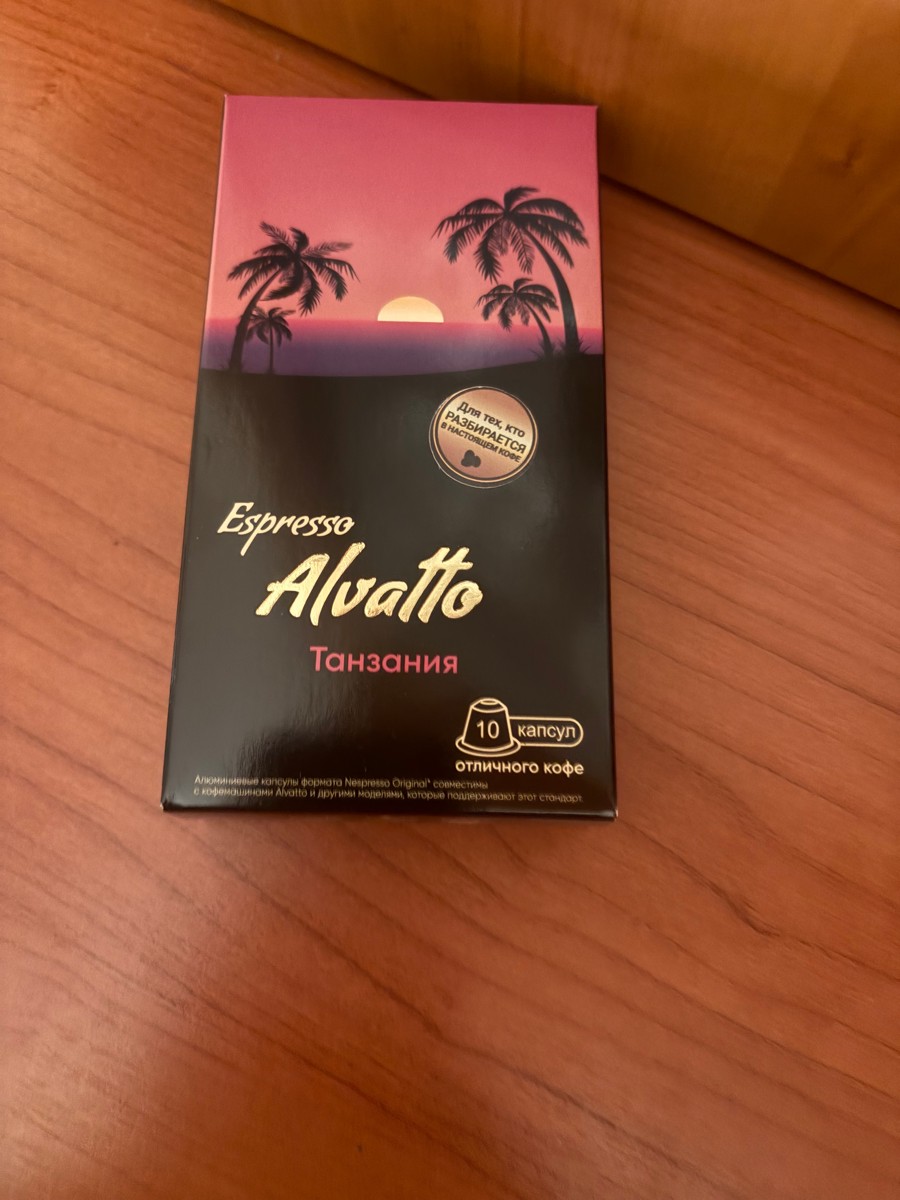 Для тех, кто
РАЗБИРАЕТСЯ
В НАСТОЯЩЕМ КОФЕ
Espresso
Alvatto
Танзания
10 капсул
отличного кофе
Алюминиевые капсулы формата Nespresso Original* совместимы
с кофемашинами Alvatto и другими моделями, которые поддерживают этот стандарт.